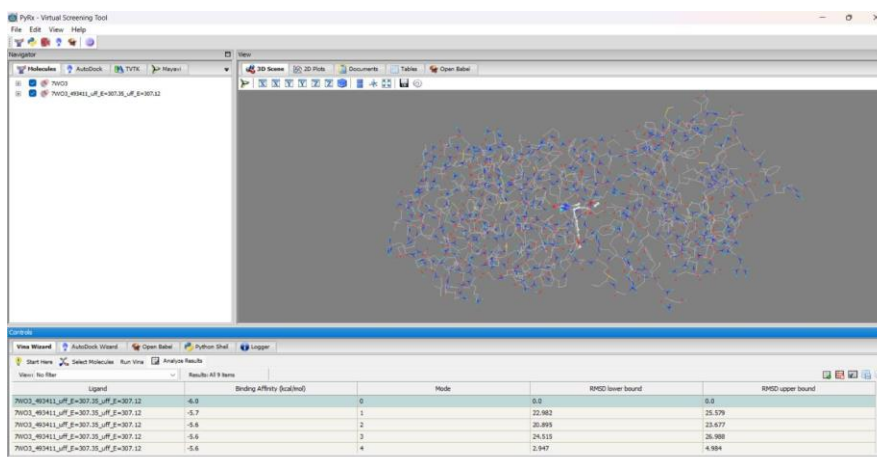 PyRx - Virtual Screening Tool
File Edit View Help
Navigator
View
Molecules AutoDock TVTK Mayavi
3D Scene 2D Plots Documents Tables Open Babel
7WO3
7WO3_493411_uff_E=307.35_uff_E=307.12
Controls
Vina Wizard AutoDock Wizard Open Babel Python Shell Logger
Start Here Select Molecules Run Vina Analyze Results
View: No filter Results: All 9 items
Ligand Binding Affinity (kcal/mol) Mode RMSD lower bound RMSD upper bound
7WO3_493411_uff_E=307.35_uff_E=307.12 -6.0 0 0.0 0.0
7WO3_493411_uff_E=307.35_uff_E=307.12 -5.7 1 22.982 25.579
7WO3_493411_uff_E=307.35_uff_E=307.12 -5.6 2 20.895 23.677
7WO3_493411_uff_E=307.35_uff_E=307.12 -5.6 3 24.515 26.988
7WO3_493411_uff_E=307.35_uff_E=307.12 -5.6 4 2.947 4.984